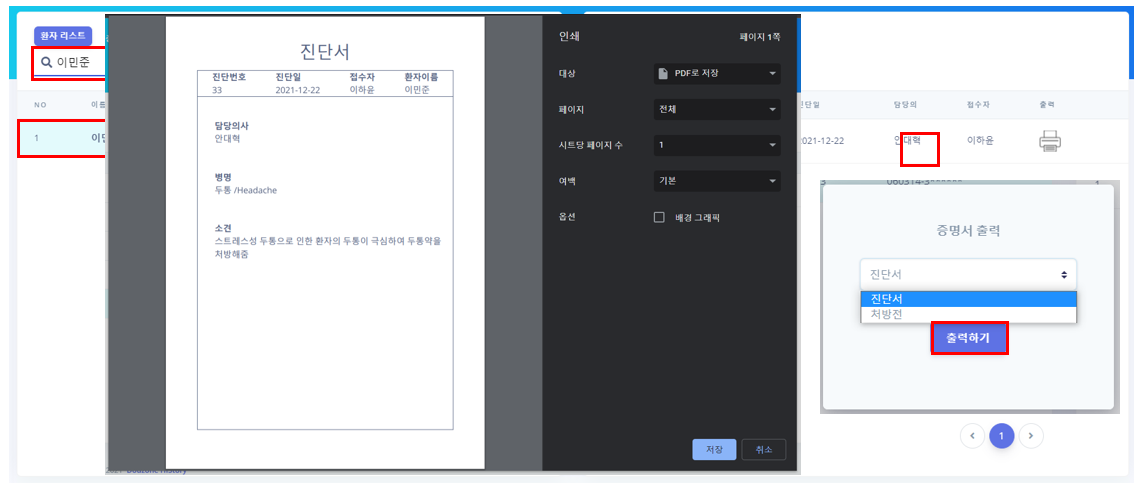 환자 리스트
이민준
NO
이름
1
진단서
진단번호 진단일 접수자 환자이름
33 2021-12-22 이하윤 이민준
담당의사
안대혁
병명
두통 /Headache
소견
스트레스성 두통으로 인한 환자의 두통이 극심하여 두통약을
처방해줌
인쇄 페이지 1쪽
대상 PDF로 저장
페이지 전체
시트당 페이지 수 1
여백 기본
옵션 배경 그래픽
저장 취소
진단일 담당의 접수자 출력
2021-12-22 안대혁 이하윤
증명서 출력
진단서
진단서
처방전
출력하기
1